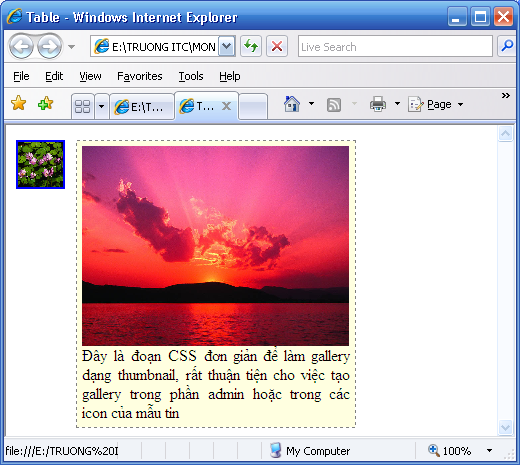 Table - Windows Internet Explorer
E:\TRUONG ITC\MON
Live Search
File Edit View Favorites Tools Help
E:\T... T... Page
Đây là đoạn CSS đơn giản để làm gallery
dạng thumbnail, rất thuận tiện cho việc tạo
gallery trong phần admin hoặc trong các
icon của mẫu tin
file:///E:/TRUONG%20I My Computer 100%